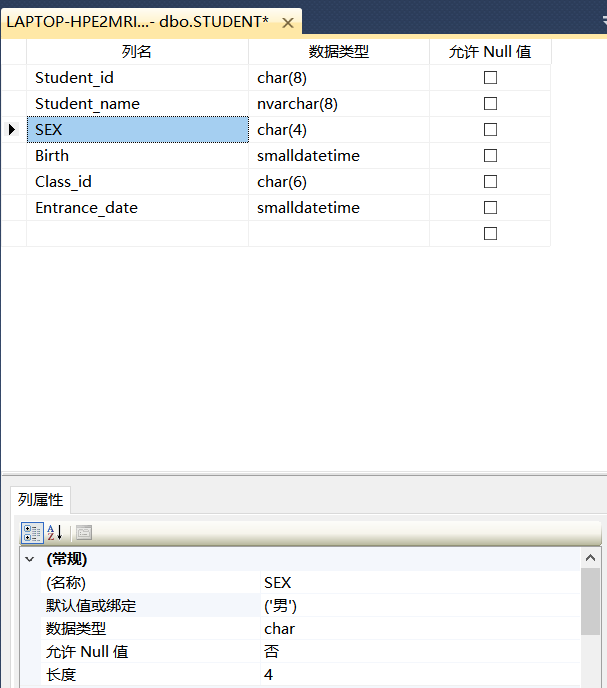 LAPTOP-HPE2MRI...- dbo.STUDENT*
列名 数据类型 允许 Null 值
Student_id char(8)
Student_name nvarchar(8)
SEX char(4)
Birth smalldatetime
Class_id char(6)
Entrance_date smalldatetime
列属性
(常规)
(名称) SEX
默认值或绑定 ('男')
数据类型 char
允许 Null 值 否
长度 4